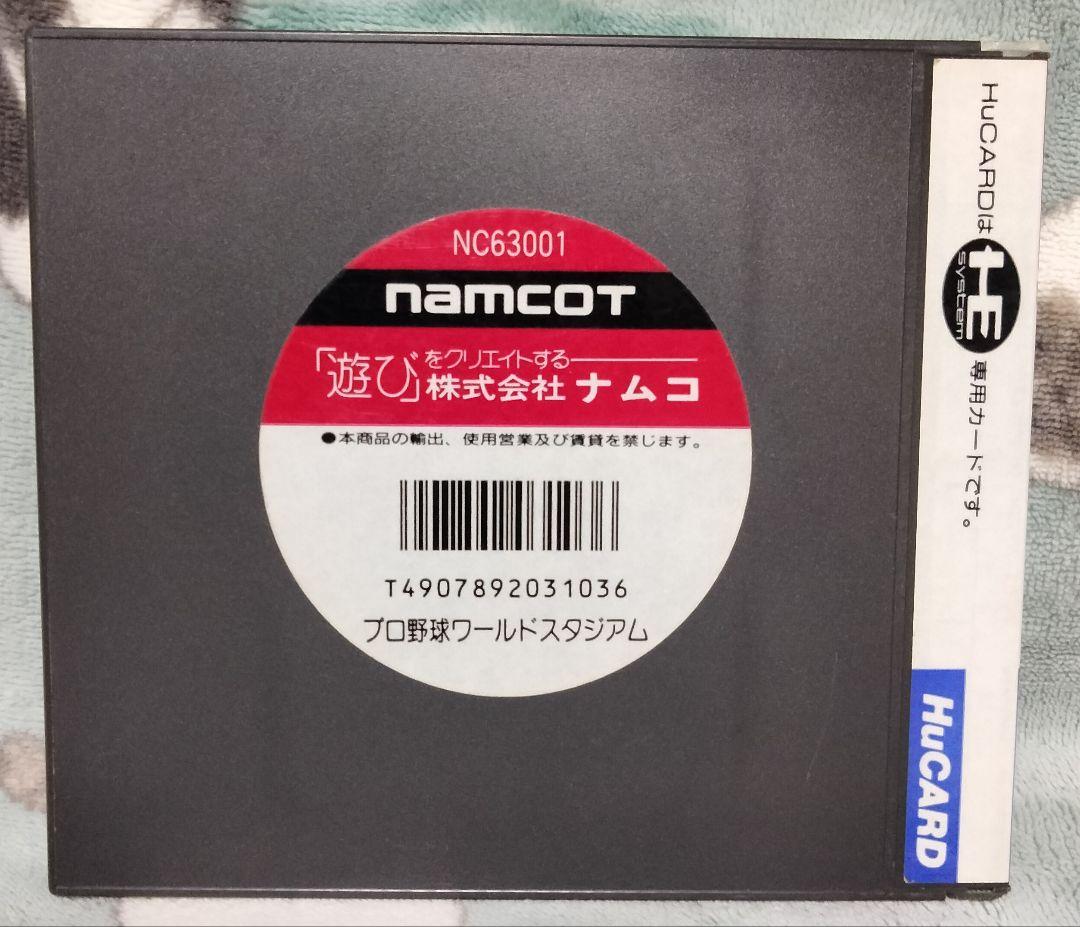 NC63001
namcot
「遊び」をクリエイトする
株式会社ナムコ
●本商品の輸出、使用営業及び賃貸を禁じます。
T4907892031036
プロ野球ワールドスタジアム
HuCARDは HE system 専用カードです。
HuCARD